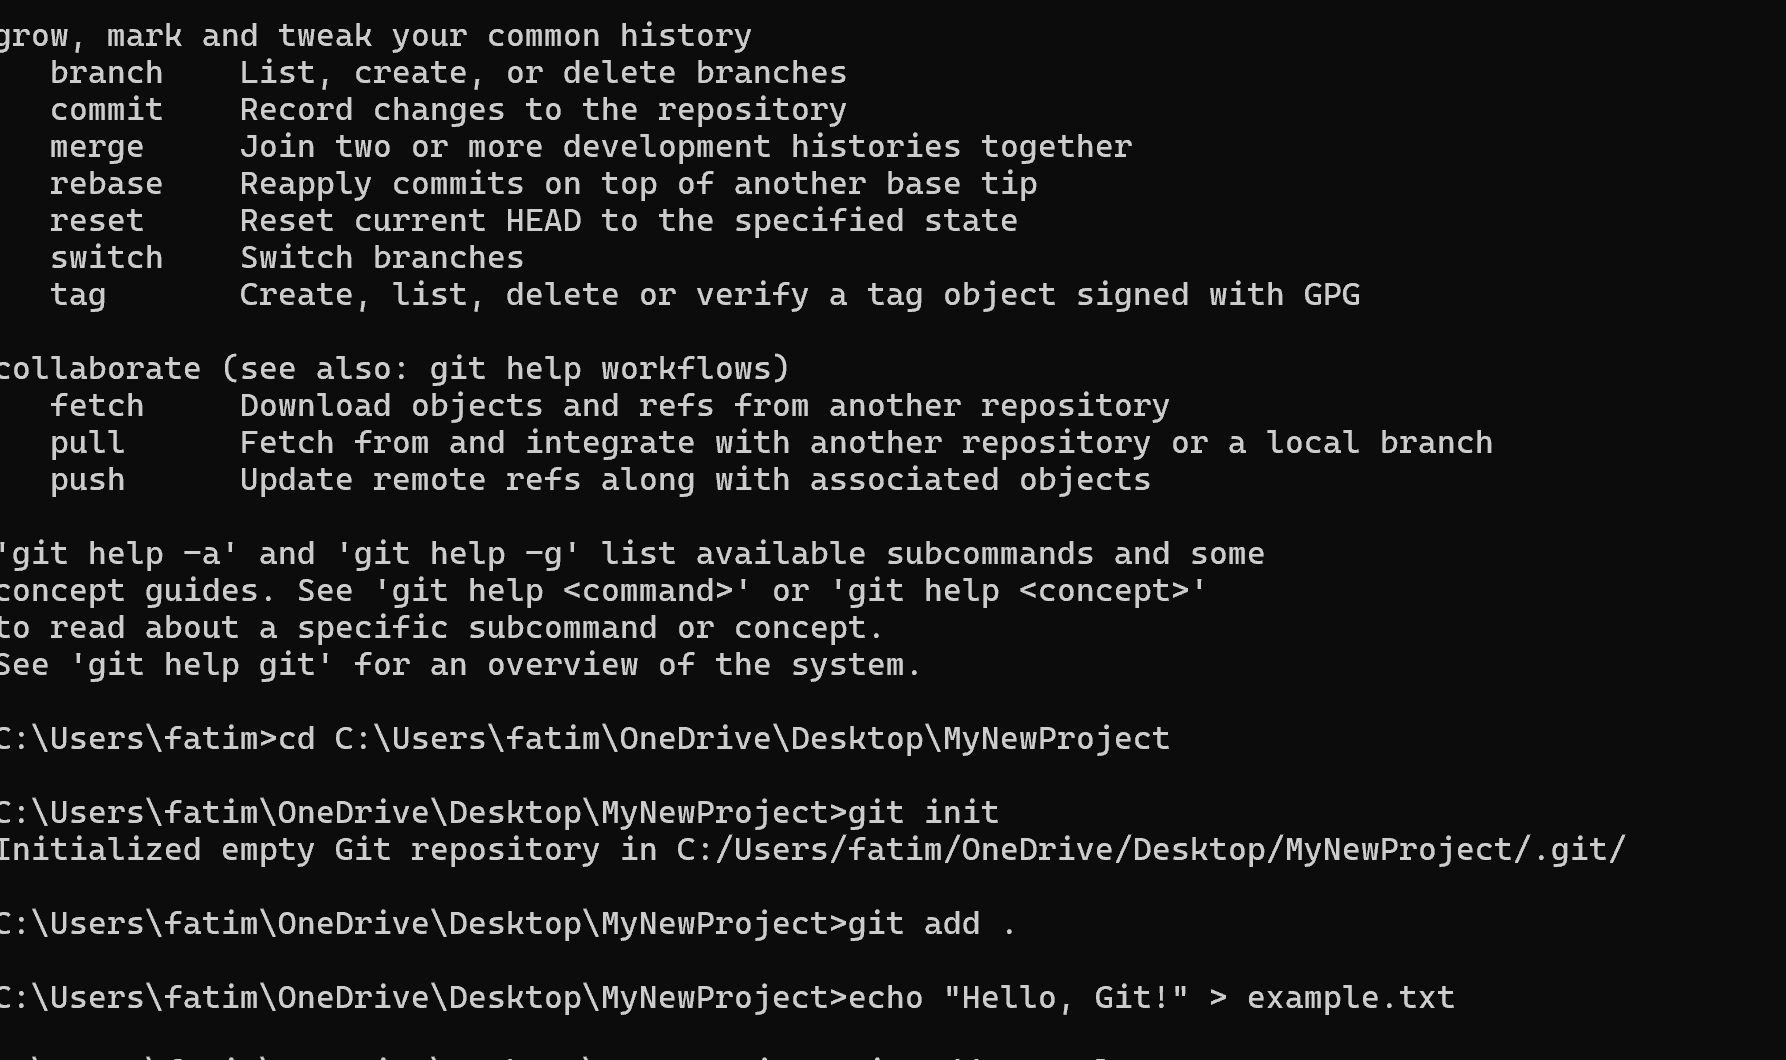 grow, mark and tweak your common history
branch    List, create, or delete branches
commit    Record changes to the repository
merge     Join two or more development histories together
rebase    Reapply commits on top of another base tip
reset     Reset current HEAD to the specified state
switch    Switch branches
tag       Create, list, delete or verify a tag object signed with GPG
collaborate (see also: git help workflows)
fetch     Download objects and refs from another repository
pull      Fetch from and integrate with another repository or a local branch
push      Update remote refs along with associated objects
'git help -a' and 'git help -g' list available subcommands and some
concept guides. See 'git help <command>' or 'git help <concept>'
to read about a specific subcommand or concept.
See 'git help git' for an overview of the system.
C:\Users\fatim>cd C:\Users\fatim\OneDrive\Desktop\MyNewProject
C:\Users\fatim\OneDrive\Desktop\MyNewProject>git init
Initialized empty Git repository in C:/Users/fatim/OneDrive/Desktop/MyNewProject/.git/
C:\Users\fatim\OneDrive\Desktop\MyNewProject>git add .
C:\Users\fatim\OneDrive\Desktop\MyNewProject>echo "Hello, Git!" > example.txt